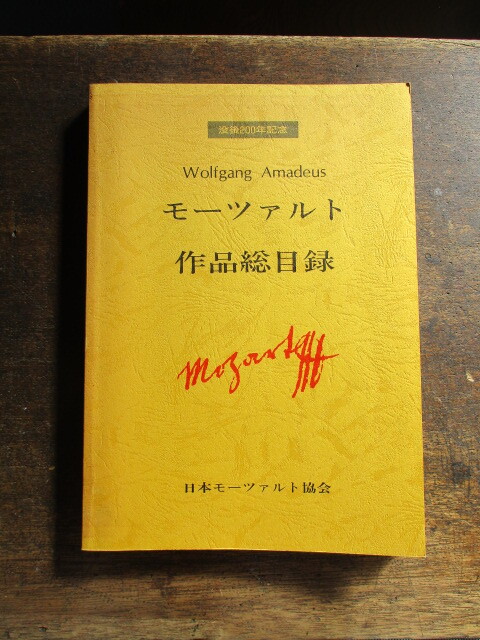 没後200年記念
Wolfgang Amadeus
モーツァルト
作品総目録
Mozart
日本モーツァルト協会